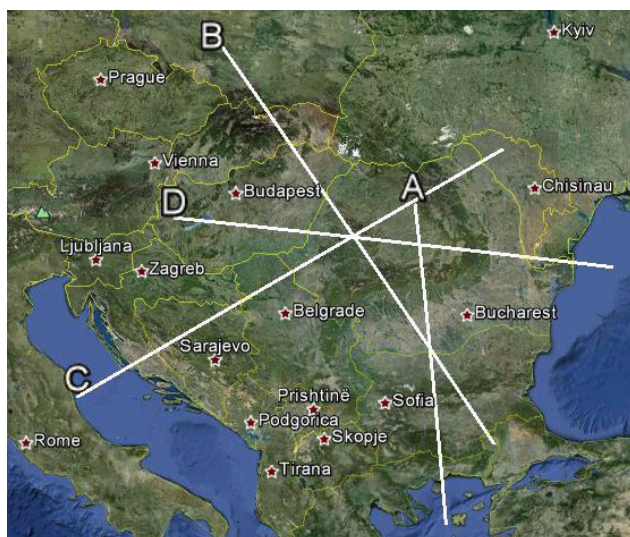 Kyiv
B
Prague
Vienna
Chisinau
Budapest
A
D
Ljubljana
Zagreb
Belgrade
Bucharest
Sarajevo
C
Prishtinë
Sofia
Podgorica
Rome
Skopje
Tirana